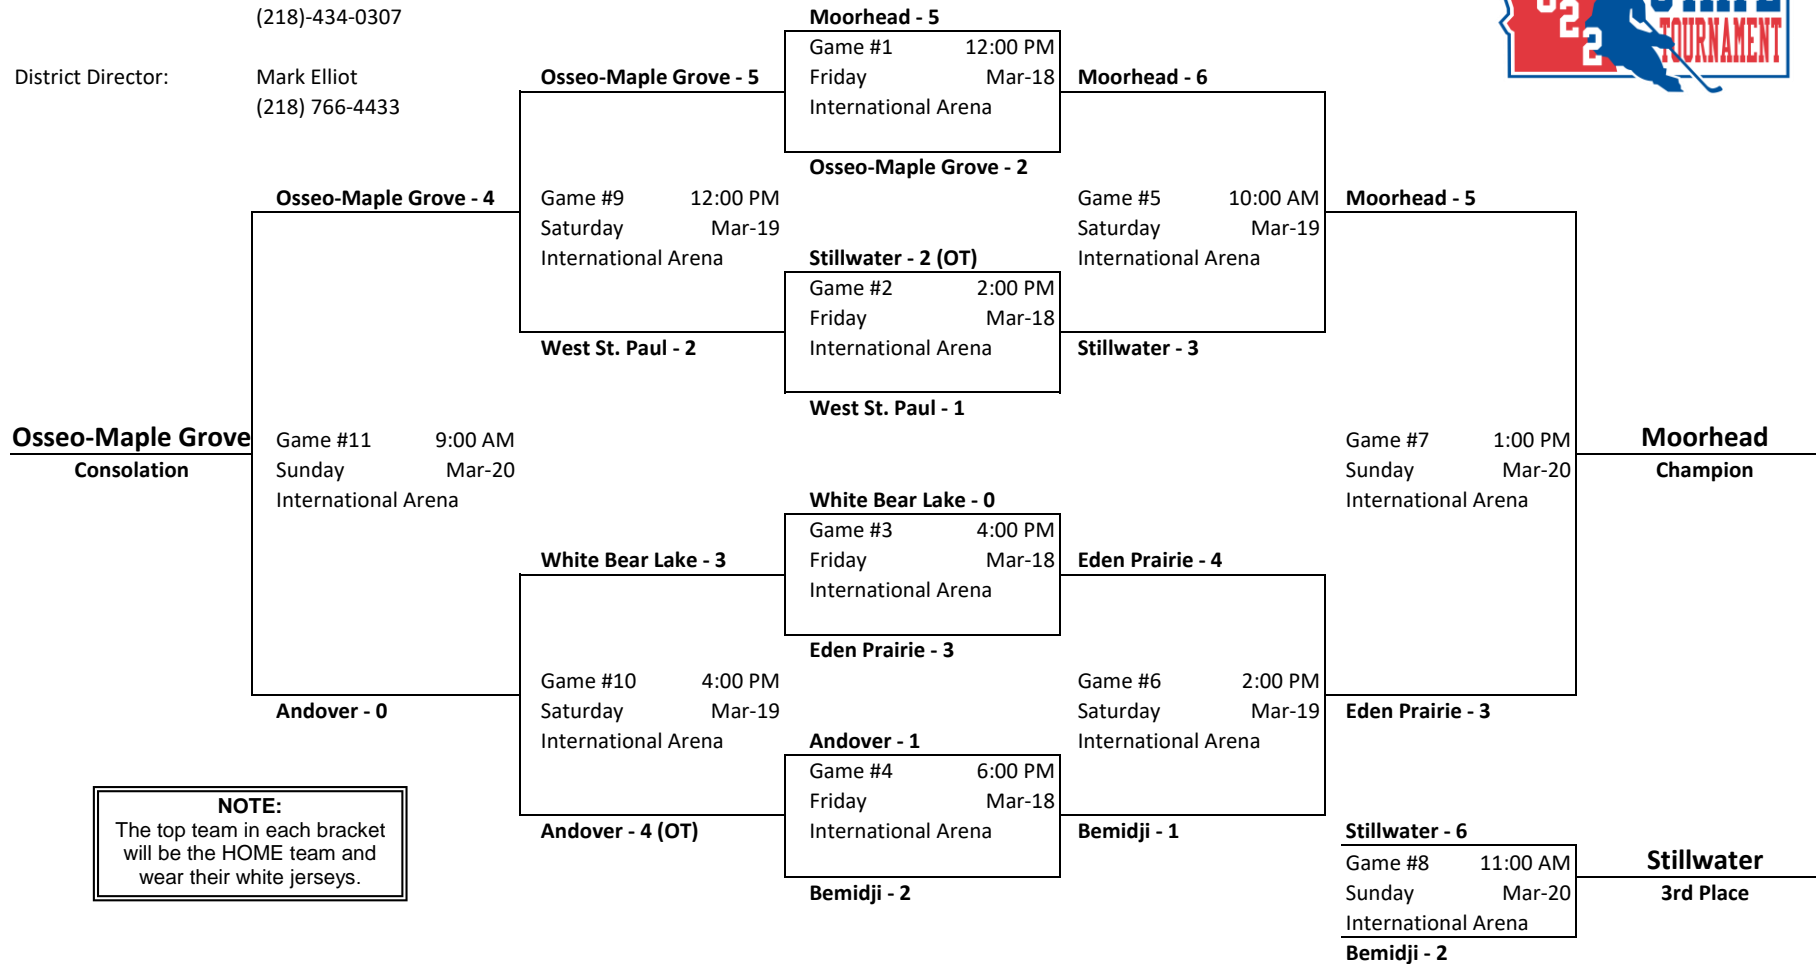 (218)-434-0307
Moorhead - 5
2022
STATE
TOURNAMENT
Game #1 12:00 PM
District Director: Mark Elliot
Osseo-Maple Grove - 5
Friday Mar-18
Moorhead - 6
(218) 766-4433
International Arena
Osseo-Maple Grove - 2
Osseo-Maple Grove - 4
Game #9 12:00 PM
Game #5 10:00 AM
Moorhead - 5
Saturday Mar-19
Saturday Mar-19
International Arena
Stillwater - 2 (OT)
International Arena
Game #2 2:00 PM
Friday Mar-18
West St. Paul - 2
International Arena
Stillwater - 3
West St. Paul - 1
Osseo-Maple Grove
Game #11 9:00 AM
Game #7 1:00 PM
Moorhead
Consolation
Sunday Mar-20
Sunday Mar-20
Champion
International Arena
White Bear Lake - 0
International Arena
Game #3 4:00 PM
White Bear Lake - 3
Friday Mar-18
Eden Prairie - 4
International Arena
Eden Prairie - 3
Game #10 4:00 PM
Game #6 2:00 PM
Andover - 0
Saturday Mar-19
Saturday Mar-19
Eden Prairie - 3
International Arena
Andover - 1
International Arena
Game #4 6:00 PM
Friday Mar-18
NOTE:
The top team in each bracket
will be the HOME team and
wear their white jerseys.
Andover - 4 (OT)
International Arena
Bemidji - 1
Stillwater - 6
Game #8 11:00 AM
Stillwater
Bemidji - 2
Sunday Mar-20
3rd Place
International Arena
Bemidji - 2